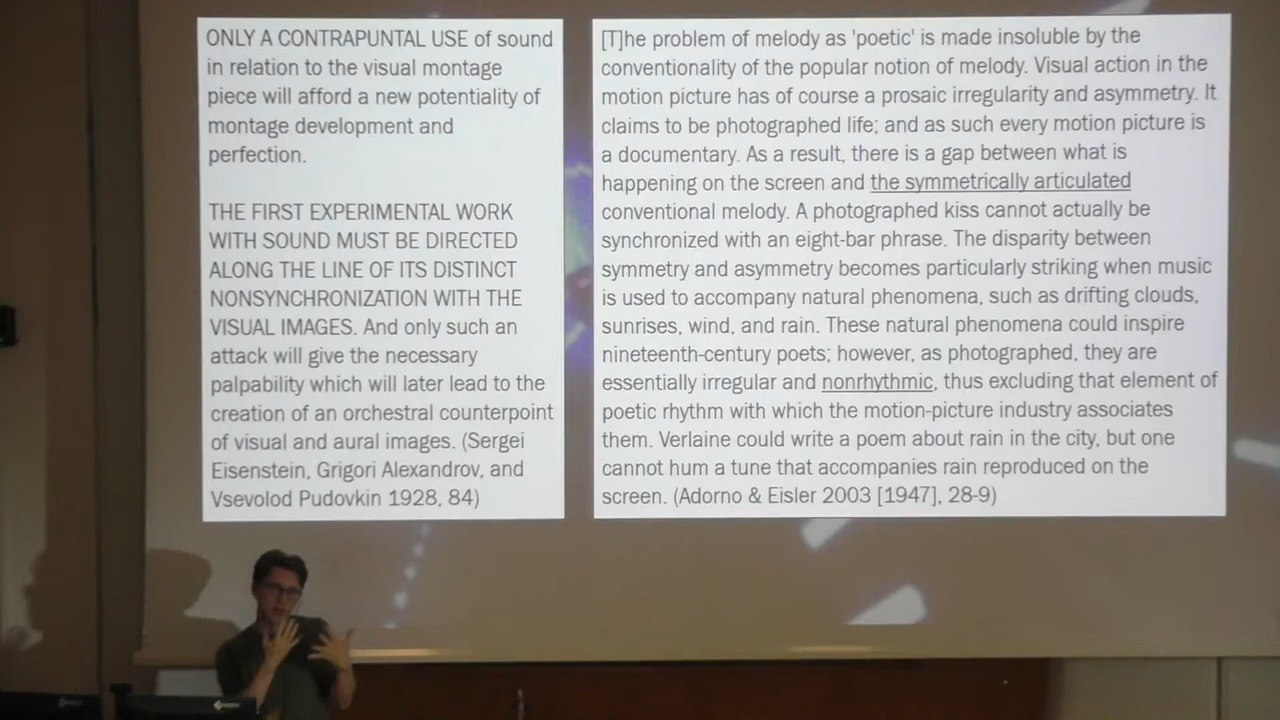 ONLY A CONTRAPUNTAL USE of sound
in relation to the visual montage
piece will afford a new potentiality of
montage development and
perfection.
THE FIRST EXPERIMENTAL WORK
WITH SOUND MUST BE DIRECTED
ALONG THE LINE OF ITS DISTINCT
NONSYNCHRONIZATION WITH THE
VISUAL IMAGES. And only such an
attack will give the necessary
palpability which will later lead to the
creation of an orchestral counterpoint
of visual and aural images. (Sergei
Eisenstein, Grigori Alexandrov, and
Vsevolod Pudovkin 1928, 84)
[T]he problem of melody as 'poetic' is made insoluble by the
conventionality of the popular notion of melody. Visual action in the
motion picture has of course a prosaic irregularity and asymmetry. It
claims to be photographed life; and as such every motion picture is
a documentary. As a result, there is a gap between what is
happening on the screen and the symmetrically articulated
conventional melody. A photographed kiss cannot actually be
synchronized with an eight-bar phrase. The disparity between
symmetry and asymmetry becomes particularly striking when music
is used to accompany natural phenomena, such as drifting clouds,
sunrises, wind, and rain. These natural phenomena could inspire
nineteenth-century poets; however, as photographed, they are
essentially irregular and nonrhythmic, thus excluding that element of
poetic rhythm with which the motion-picture industry associates
them. Verlaine could write a poem about rain in the city, but one
cannot hum a tune that accompanies rain reproduced on the
screen. (Adorno & Eisler 2003 [1947], 28-9)